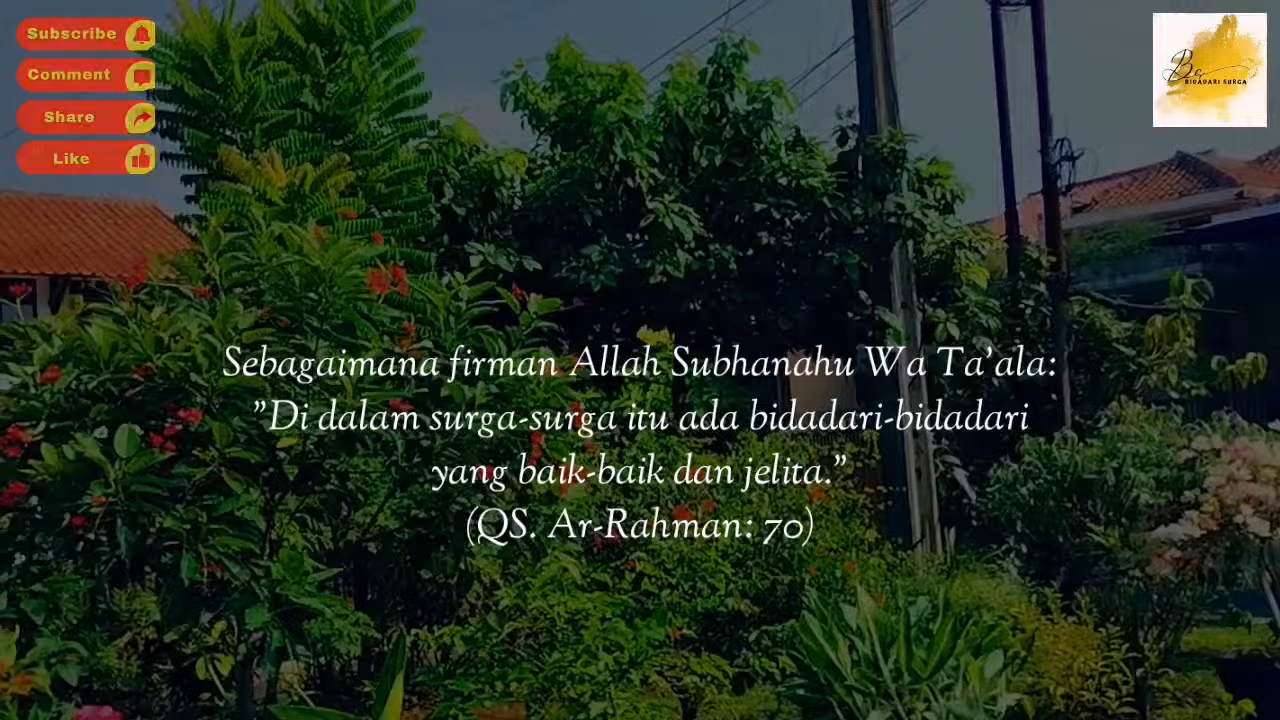 Subscribe
Comment
Share
Like
BIDADARI SURGA
Sebagaimana firman Allah Subhanahu Wa Ta'ala:
"Di dalam surga-surga itu ada bidadari-bidadari
yang baik-baik dan jelita."
(QS. Ar-Rahman: 70)